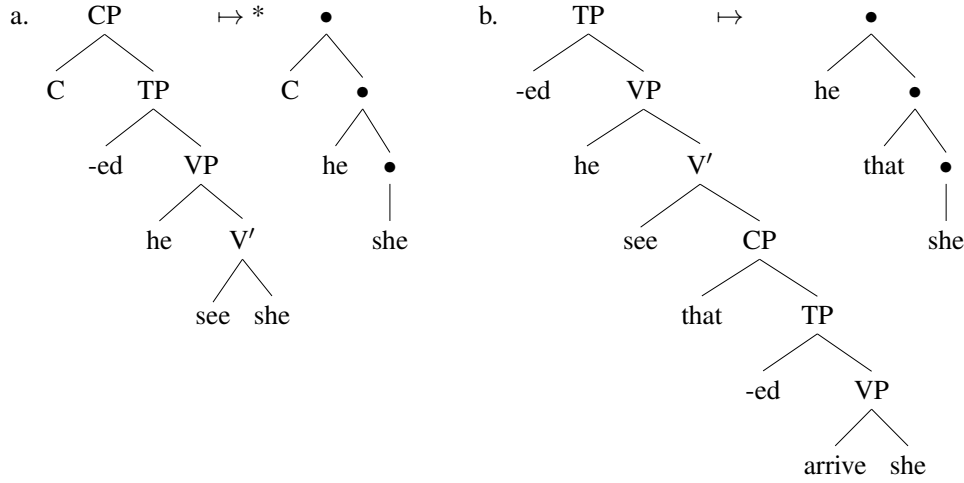 a. CP ↦ * • b. TP ↦ •
C TP C • -ed VP he •
-ed VP he • he V′ that •
he V′ she see CP she
see she that TP
-ed VP
arrive she